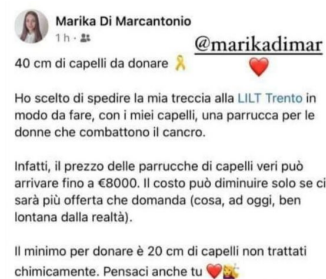 Marika Di Marcantonio
1 h ·
@marikadimar
40 cm di capelli da donare 🎗️
❤️
Ho scelto di spedire la mia treccia alla LILT Trento in
modo da fare, con i miei capelli, una parrucca per le
donne che combattono il cancro.
Infatti, il prezzo delle parrucche di capelli veri può
arrivare fino a €8000. Il costo può diminuire solo se ci
sarà più offerta che domanda (cosa, ad oggi, ben
lontana dalla realtà).
Il minimo per donare è 20 cm di capelli non trattati
chimicamente. Pensaci anche tu ❤️